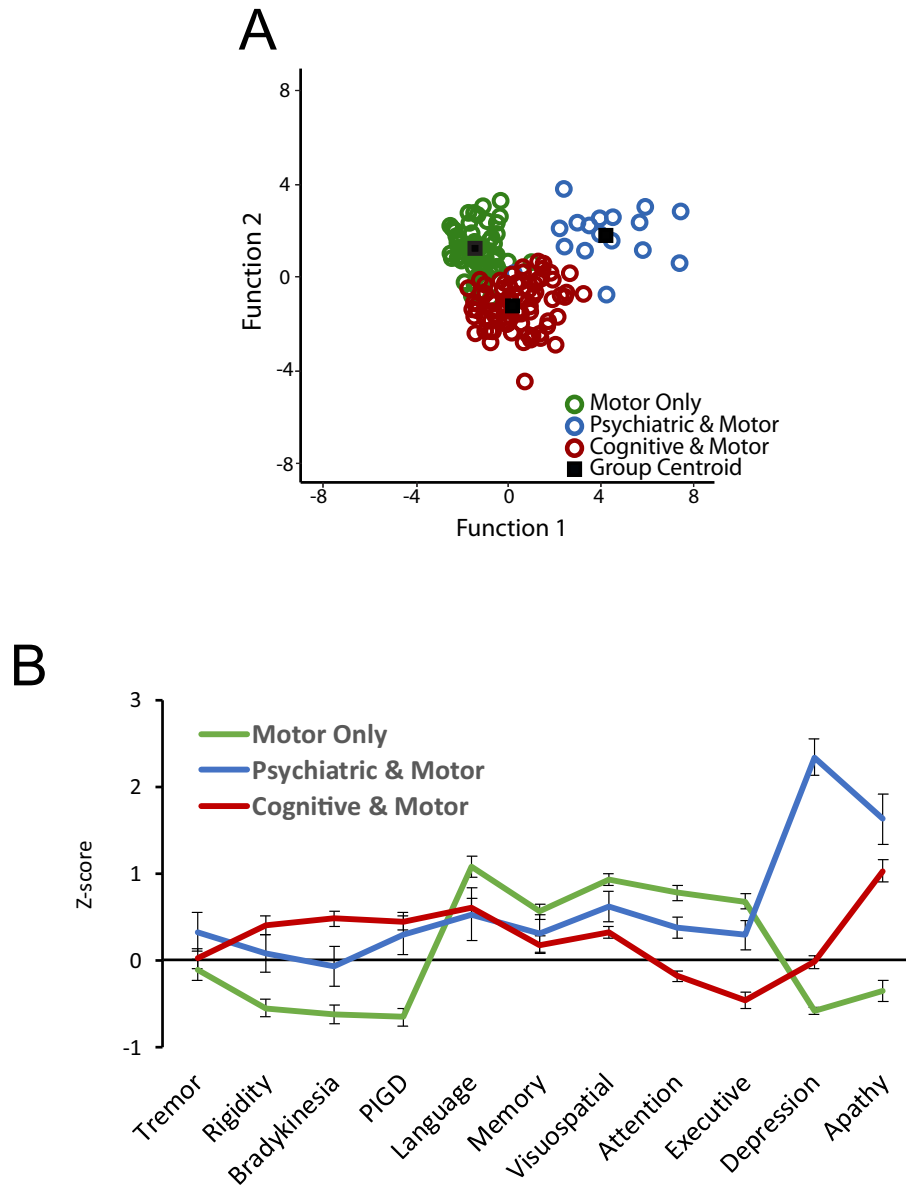 A
8
4
0
-4
-8
Function 2
Motor Only
Psychiatric & Motor
Cognitive & Motor
Group Centroid
-8 -4 0 4 8
Function 1
B
3
2
1
0
-1
Z-score
Motor Only
Psychiatric & Motor
Cognitive & Motor
Tremor
Rigidity
Bradykinesia
PIGD
Language
Memory
Visuospatial
Attention
Executive
Depression
Apathy